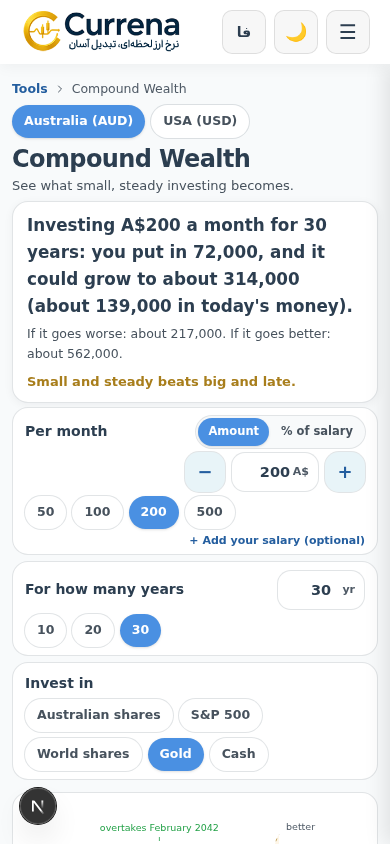 Currena
نرخ ارز لحظه‌ای، تبدیل آسان
فا
Tools > Compound Wealth
Australia (AUD) USA (USD)
Compound Wealth
See what small, steady investing becomes.
Investing A$200 a month for 30
years: you put in 72,000, and it
could grow to about 314,000
(about 139,000 in today's money).
If it goes worse: about 217,000. If it goes better:
about 562,000.
Small and steady beats big and late.
Per month Amount % of salary
− 200 A$ +
50 100 200 500
+ Add your salary (optional)
For how many years 30 yr
10 20 30
Invest in
Australian shares S&P 500
World shares Gold Cash
N
overtakes February 2042 better